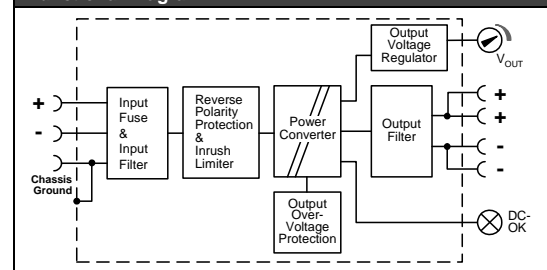 Output
Voltage
Regulator
VOUT
+
-
Chassis
Ground
Input
Fuse
&
Input
Filter
Reverse
Polarity
Protection
&
Inrush
Limiter
Power
Converter
Output
Filter
+
+
-
-
Output
Over-
Voltage
Protection
DC-
OK